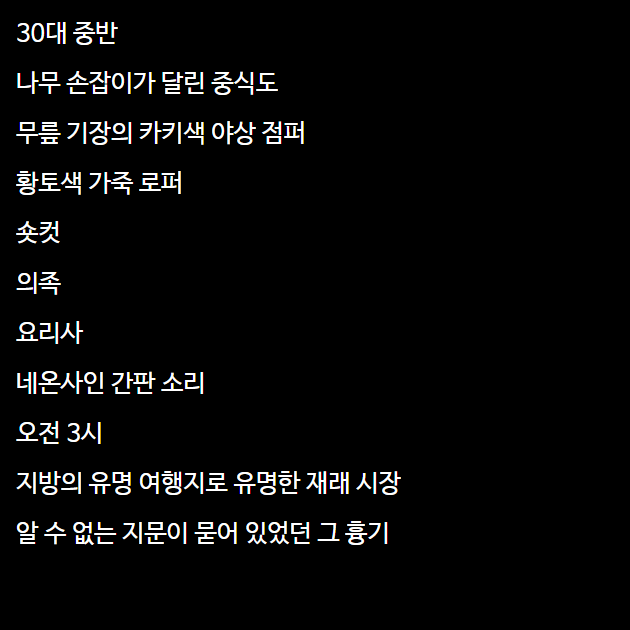 30대 중반
나무 손잡이가 달린 중식도
무릎 기장의 카키색 야상 점퍼
황토색 가죽 로퍼
숏컷
의족
요리사
네온사인 간판 소리
오전 3시
지방의 유명 여행지로 유명한 재래 시장
알 수 없는 지문이 묻어 있었던 그 흉기